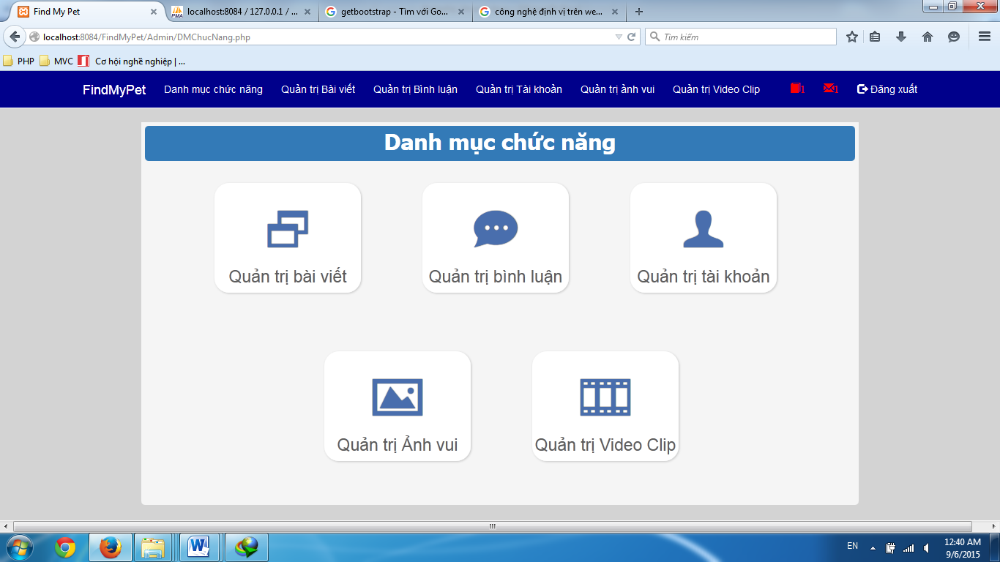 Find My Pet
localhost:8084 / 127.0.0.1 / ...
getbootstrap - Tìm với Go...
công nghệ định vị trên we...
localhost:8084/FindMyPet/Admin/DMChucNang.php
Tìm kiếm
PHP
MVC
Cơ hội nghề nghiệp | ...
FindMyPet
Danh mục chức năng
Quản trị Bài viết
Quản trị Bình luận
Quản trị Tài khoản
Quản trị ảnh vui
Quản trị Video Clip
1
1
Đăng xuất
Danh mục chức năng
Quản trị bài viết
Quản trị bình luận
Quản trị tài khoản
Quản trị Ảnh vui
Quản trị Video Clip
EN
12:40 AM
9/6/2015